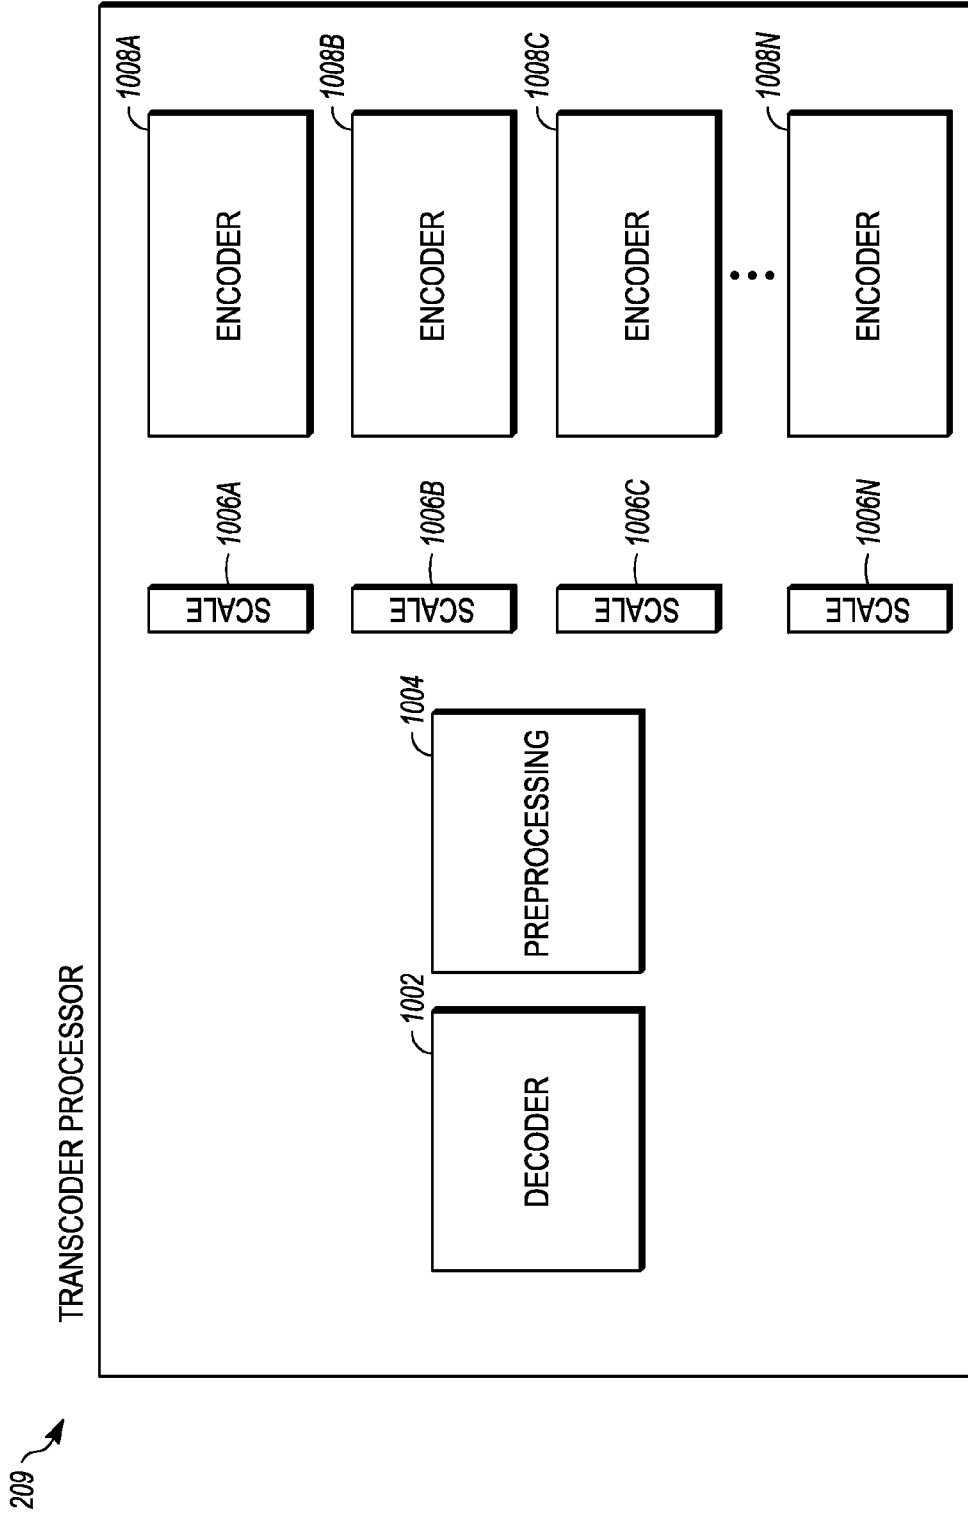 209
TRANSCODER PROCESSOR
1002
DECODER
1004
PREPROCESSING
1006A
SCALE
1006B
SCALE
1006C
SCALE
1006N
SCALE
1008A
ENCODER
1008B
ENCODER
1008C
ENCODER
1008N
ENCODER